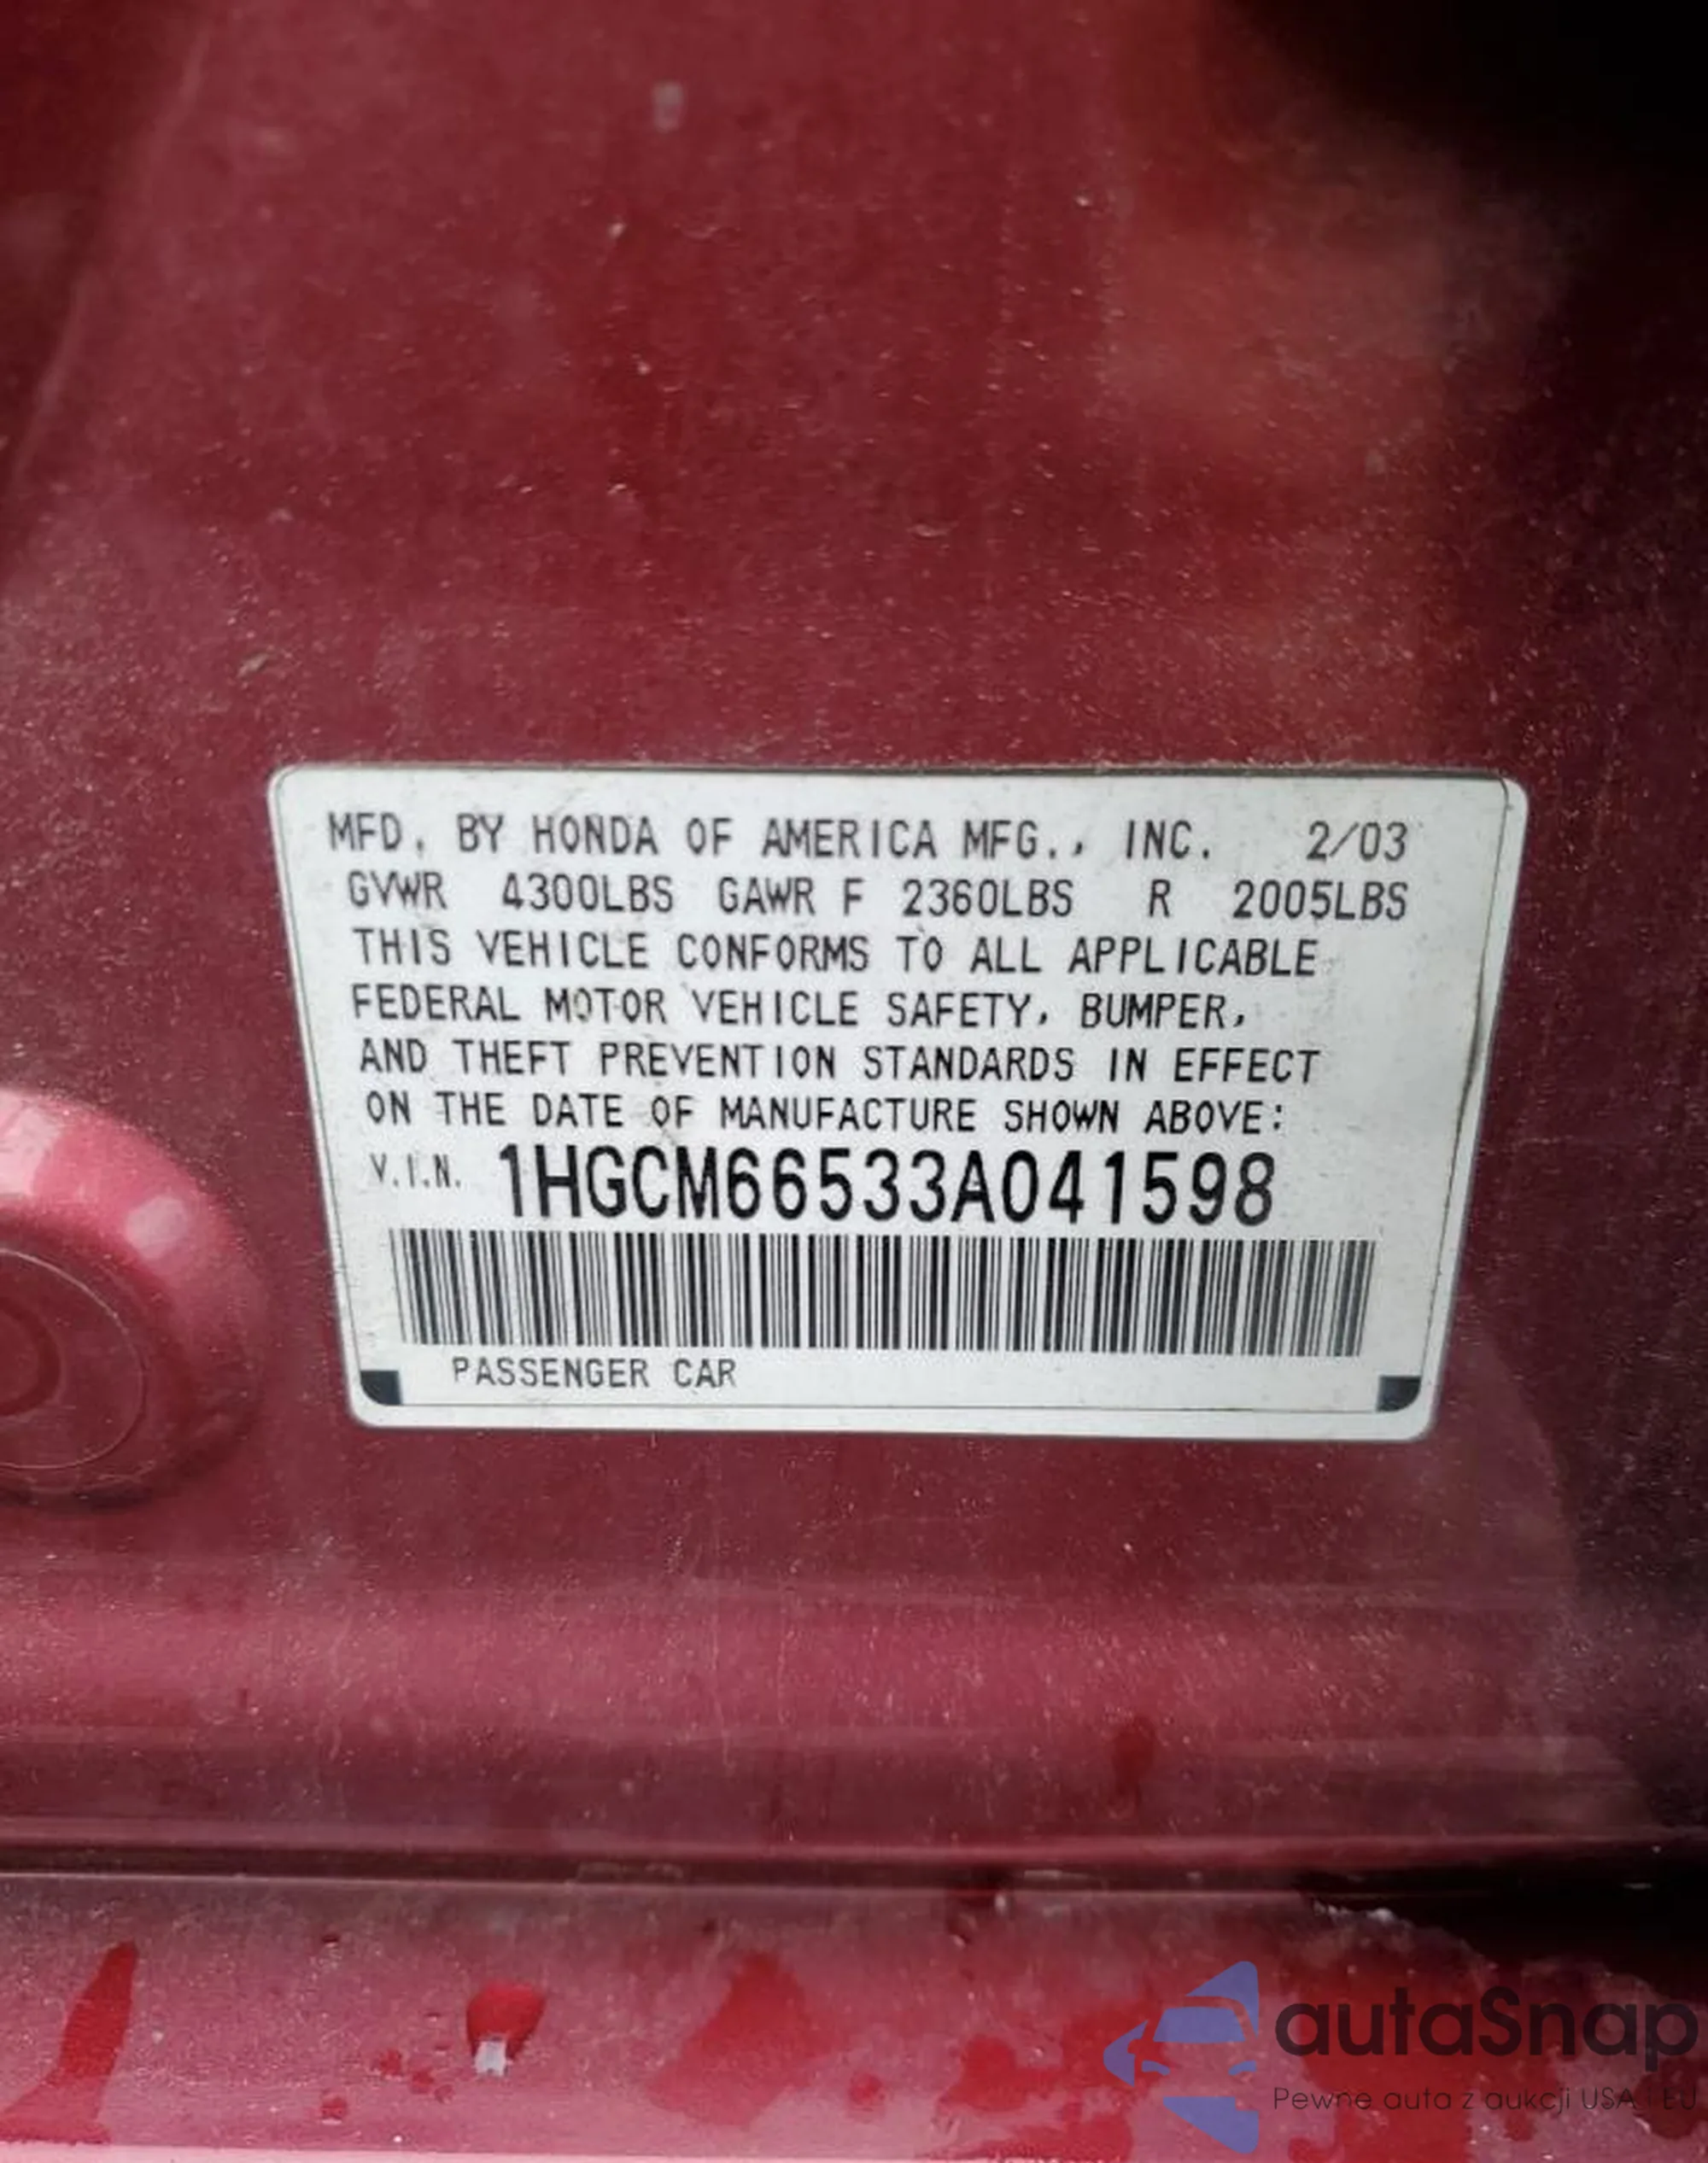 MFD. BY HONDA OF AMERICA MFG., INC. 2/03
GVWR 4300LBS GAWR F 2360LBS R 2005LBS
THIS VEHICLE CONFORMS TO ALL APPLICABLE
FEDERAL MOTOR VEHICLE SAFETY, BUMPER,
AND THEFT PREVENTION STANDARDS IN EFFECT
ON THE DATE OF MANUFACTURE SHOWN ABOVE:
V.I.N. 1HGCM66533A041598
PASSENGER CAR
autaSnap
Pewne auta z aukcji USA i EU